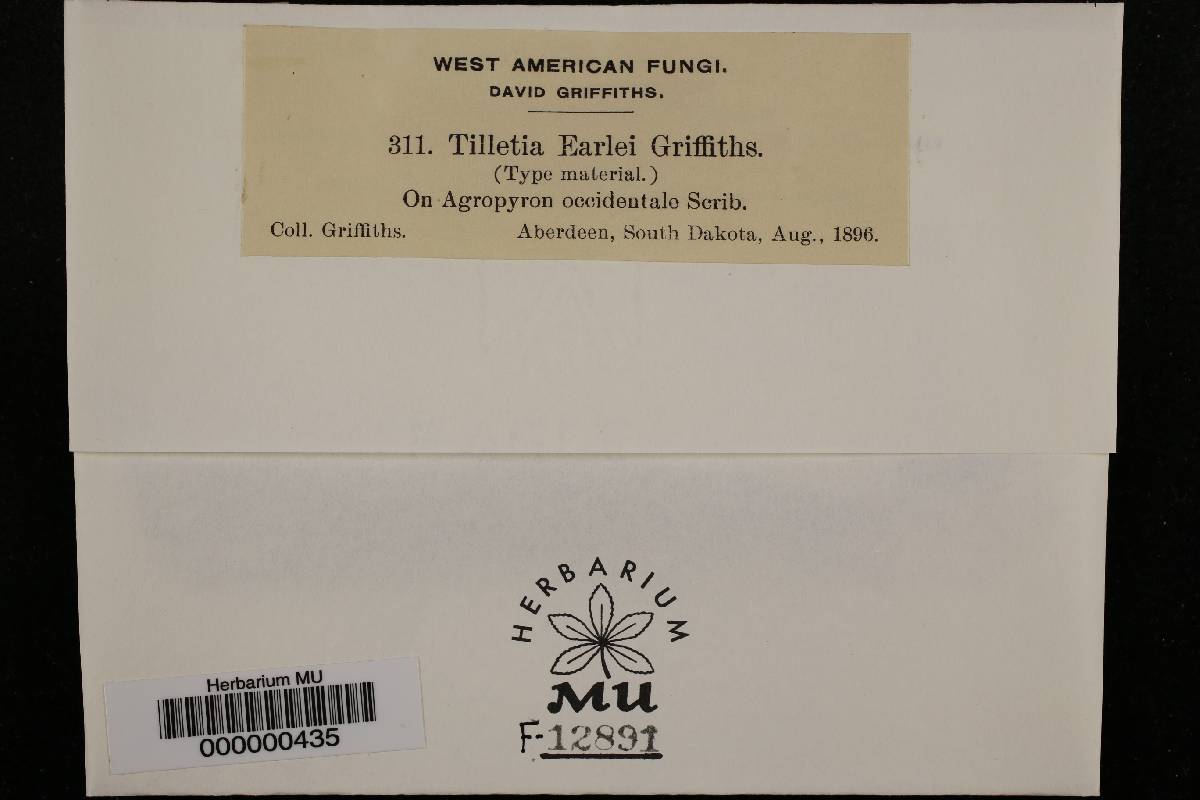 WEST AMERICAN FUNGI.
DAVID GRIFFITHS.
311. Tilletia Earlei Griffiths.
(Type material.)
On Agropyron occidentale Scrib.
Coll. Griffiths. Aberdeen, South Dakota, Aug., 1896.
HERBARIUM
MU
F-12891
Herbarium MU
000000435